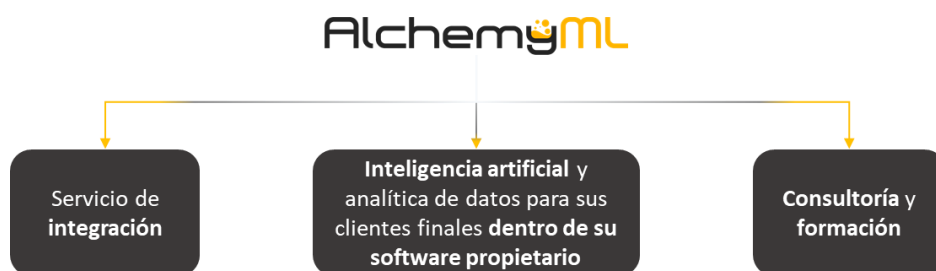 AlchemyML
Servicio de
integración
Inteligencia artificial y
analítica de datos para sus
clientes finales dentro de su
software propietario
Consultoría y
formación